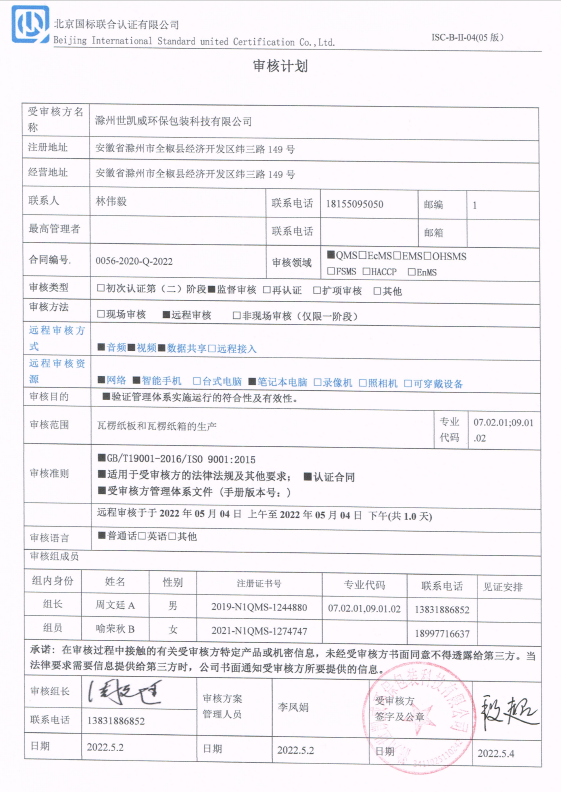 北京国标联合认证有限公司
Beijing International Standard united Certification Co.,Ltd.
ISC-B-II-04(05 版)
审核计划
受审核方名称 滁州世凯威环保包装科技有限公司
注册地址 安徽省滁州市全椒县经济开发区纬三路 149 号
经营地址 安徽省滁州市全椒县经济开发区纬三路 149 号
联系人 林伟毅 联系电话 18155095050 邮编 1
最高管理者 联系电话 邮箱
合同编号. 0056-2020-Q-2022 审核领域 ■QMS□EcMS□EMS□OHSMS
□FSMS □HACCP □EnMS
审核类型 □初次认证第（二）阶段■监督审核 □再认证 □扩项审核 □其他
审核方法 □现场审核 ■远程审核 □非现场审核（仅限一阶段）
远程审核方式 ■音频■视频■数据共享□远程接入
远程审核资源 ■网络 ■智能手机 □台式电脑 ■笔记本电脑 □录像机 □照相机 □可穿戴设备
审核目的 ■验证管理体系实施运行的符合性及有效性。
审核范围 瓦楞纸板和瓦楞纸箱的生产 专业代码 07.02.01;09.01.02
审核准则 ■GB/T19001-2016/ISO 9001:2015
■适用于受审核方的法律法规及其他要求； ■认证合同
■受审核方管理体系文件（手册版本号：）
远程审核于于 2022 年 05 月 04 日 上午至 2022 年 05 月 04 日 下午(共 1.0 天)
审核语言 ■普通话□英语□其他
审核组成员
组内身份 姓名 性别 注册证书号 专业代码 联系电话 见证安排
组长 周文廷 A 男 2019-N1QMS-1244880 07.02.01,09.01.02 13831886852
组员 喻荣秋 B 女 2021-N1QMS-1274747 18997716637
承诺: 在审核过程中接触的有关受审核方特定产品或机密信息，未经受审核方书面同意不得透露给第三方。当
法律要求需要信息提供给第三方时，公司书面通知受审核方所要提供的信息。
审核组长 审核方案管理人员 李凤娟 受审核方签字及公章
联系电话 13831886852
日期 2022.5.2 日期 2022.5.2 日期 2022.5.4